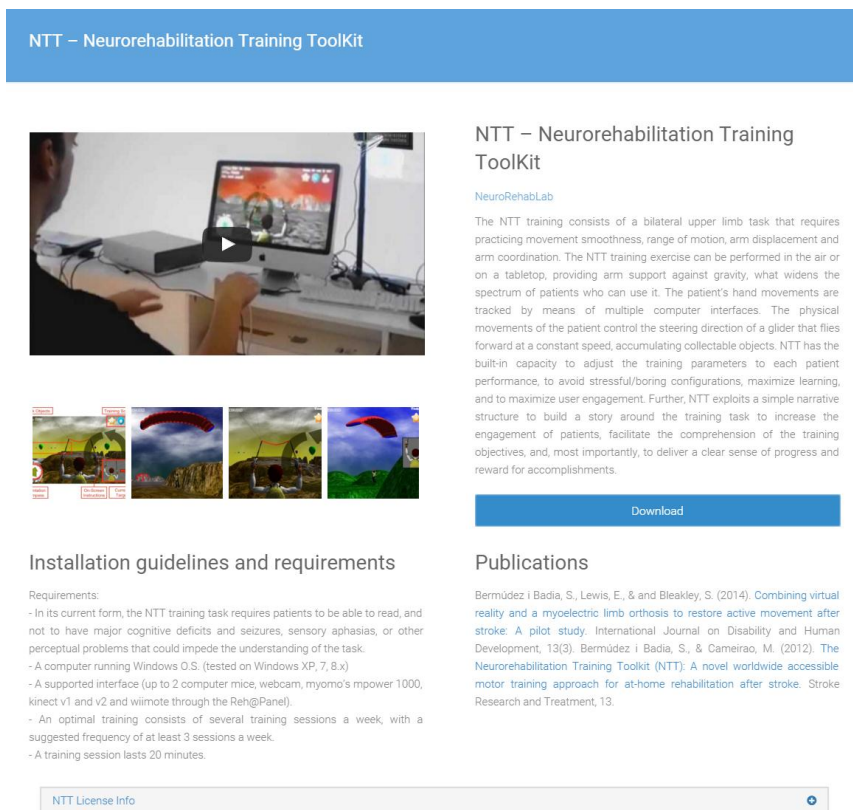 NTT – Neurorehabilitation Training ToolKit
NTT – Neurorehabilitation Training
ToolKit
NeuroRehabLab
The NTT training consists of a bilateral upper limb task that requires
practicing movement smoothness, range of motion, arm displacement and
arm coordination. The NTT training exercise can be performed in the air or
on a tabletop, providing arm support against gravity, what widens the
spectrum of patients who can use it. The patient's hand movements are
tracked by means of multiple computer interfaces. The physical
movements of the patient control the steering direction of a glider that flies
forward at a constant speed, accumulating collectable objects. NTT has the
built-in capacity to adjust the training parameters to each patient
performance, to avoid stressful/boring configurations, maximize learning,
and to maximize user engagement. Further, NTT exploits a simple narrative
structure to build a story around the training task to increase the
engagement of patients, facilitate the comprehension of the training
objectives, and, most importantly, to deliver a clear sense of progress and
reward for accomplishments.
Download
Installation guidelines and requirements
Requirements:
- In its current form, the NTT training task requires patients to be able to read, and
not to have major cognitive deficits and seizures, sensory aphasias, or other
perceptual problems that could impede the understanding of the task.
- A computer running Windows O.S. (tested on Windows XP, 7, 8.x)
- A supported interface (up to 2 computer mice, webcam, myomo's mpower 1000,
kinect v1 and v2 and wiimote through the Reh@Panel).
- An optimal training consists of several training sessions a week, with a
suggested frequency of at least 3 sessions a week.
- A training session lasts 20 minutes.
Publications
Bermúdez i Badia, S., Lewis, E., & and Bleakley, S. (2014). Combining virtual
reality and a myoelectric limb orthosis to restore active movement after
stroke: A pilot study. International Journal on Disability and Human
Development, 13(3). Bermúdez i Badia, S., & Cameirao, M. (2012). The
Neurorehabilitation Training Toolkit (NTT): A novel worldwide accessible
motor training approach for at-home rehabilitation after stroke. Stroke
Research and Treatment, 13.
NTT License Info